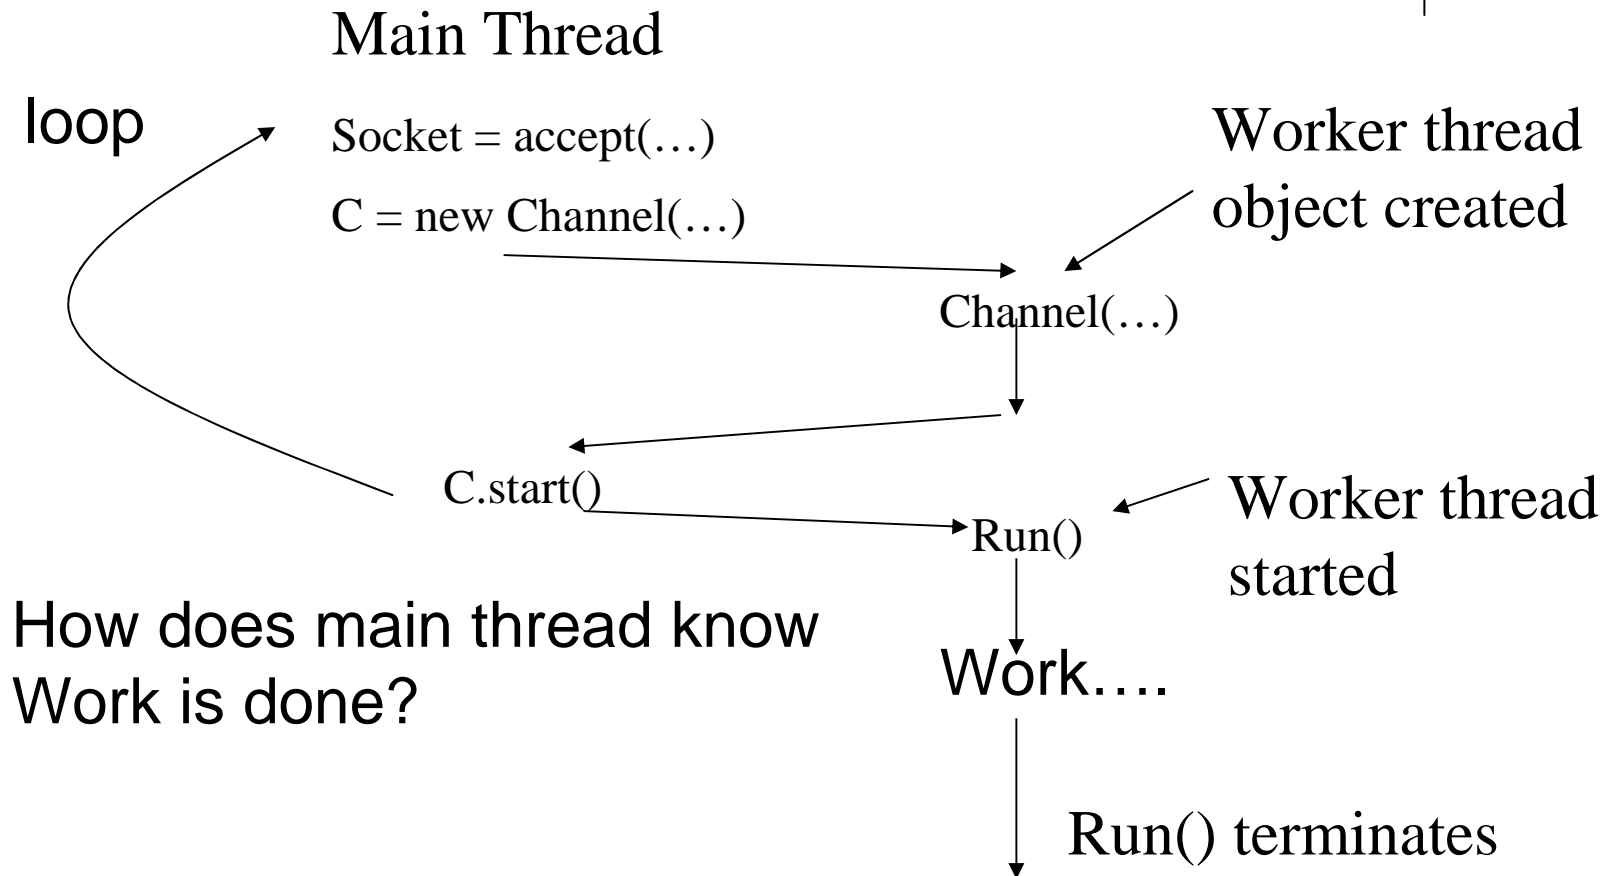 Main Thread
loop
Socket = accept(…)
C = new Channel(…)
Worker thread
object created
Channel(…)
C.start()
Run()
Worker thread
started
How does main thread know
Work is done?
Work….
Run() terminates